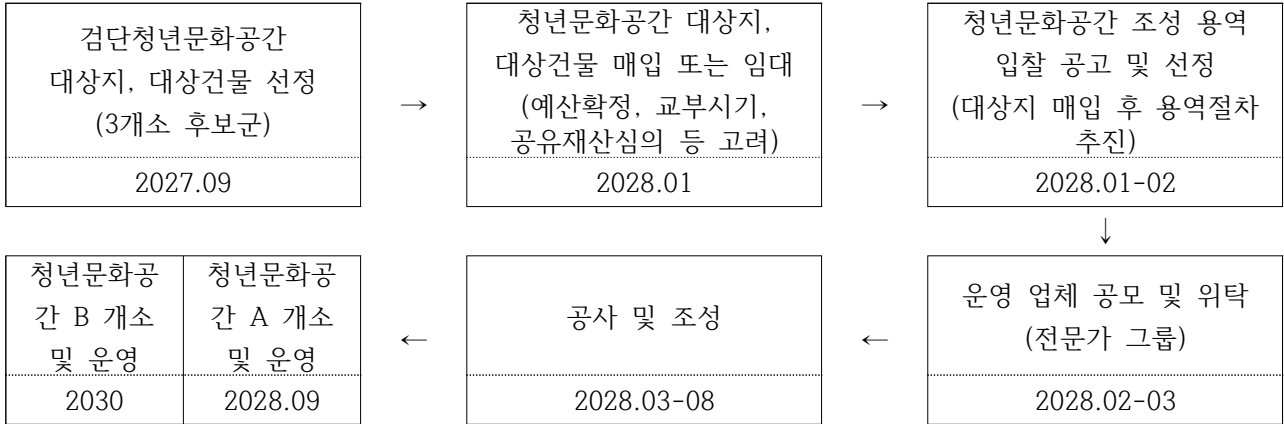 검단청년문화공간
대상지, 대상건물 선정
(3개소 후보군)
2027.09
→
청년문화공간 대상지,
대상건물 매입 또는 임대
(예산확정, 교부시기,
공유재산심의 등 고려)
2028.01
→
청년문화공간 조성 용역
입찰 공고 및 선정
(대상지 매입 후 용역절차
추진)
2028.01-02
↓
운영 업체 공모 및 위탁
(전문가 그룹)
2028.02-03
←
공사 및 조성
2028.03-08
←
청년문화공
간 A 개소
및 운영
2028.09
청년문화공
간 B 개소
및 운영
2030